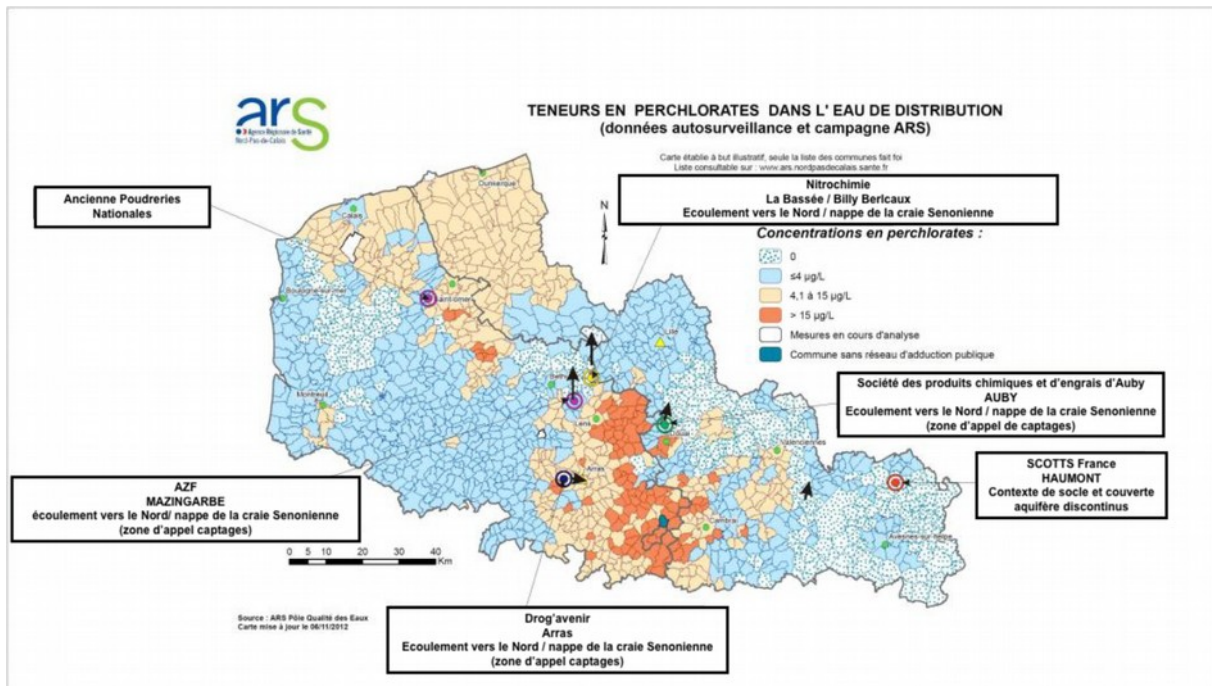 ars
Agence Régionale de Santé
Nord-Pas-de-Calais
TENEURS EN PERCHLORATES DANS L' EAU DE DISTRIBUTION
(données autosurveillance et campagne ARS)
Carte établie à but illustratif, seule la liste des communes fait foi
Liste consultable sur : www.ars.nordpasdecalais.sante.fr
Ancienne Poudreries
Nationales
Nitrochimie
La Bassée / Billy Berlcaux
Ecoulement vers le Nord / nappe de la craie Senonienne
N
Concentrations en perchlorates :
0
≤4 µg/L
4,1 à 15 µg/L
> 15 µg/L
Mesures en cours d'analyse
Commune sans réseau d'adduction publique
Dunkerque
Calais
Boulogne-sur-mer
Saint-omer
Lille
Montreuil
Lens
Arras
Valenciennes
Cambrai
Avesnes-sur-helpe
Société des produits chimiques et d'engrais d'Auby
AUBY
Ecoulement vers le Nord / nappe de la craie Senonienne
(zone d'appel de captages)
SCOTTS France
HAUMONT
Contexte de socle et couverte
aquifère discontinus
AZF
MAZINGARBE
écoulement vers le Nord/ nappe de la craie Senonienne
(zone d'appel captages)
0 5 10 20 30 40
Km
Source : ARS Pôle Qualité des Eaux
Carte mise à jour le 06/11/2012
Drog'avenir
Arras
Ecoulement vers le Nord / nappe de la craie Senonienne
(zone d'appel captages)